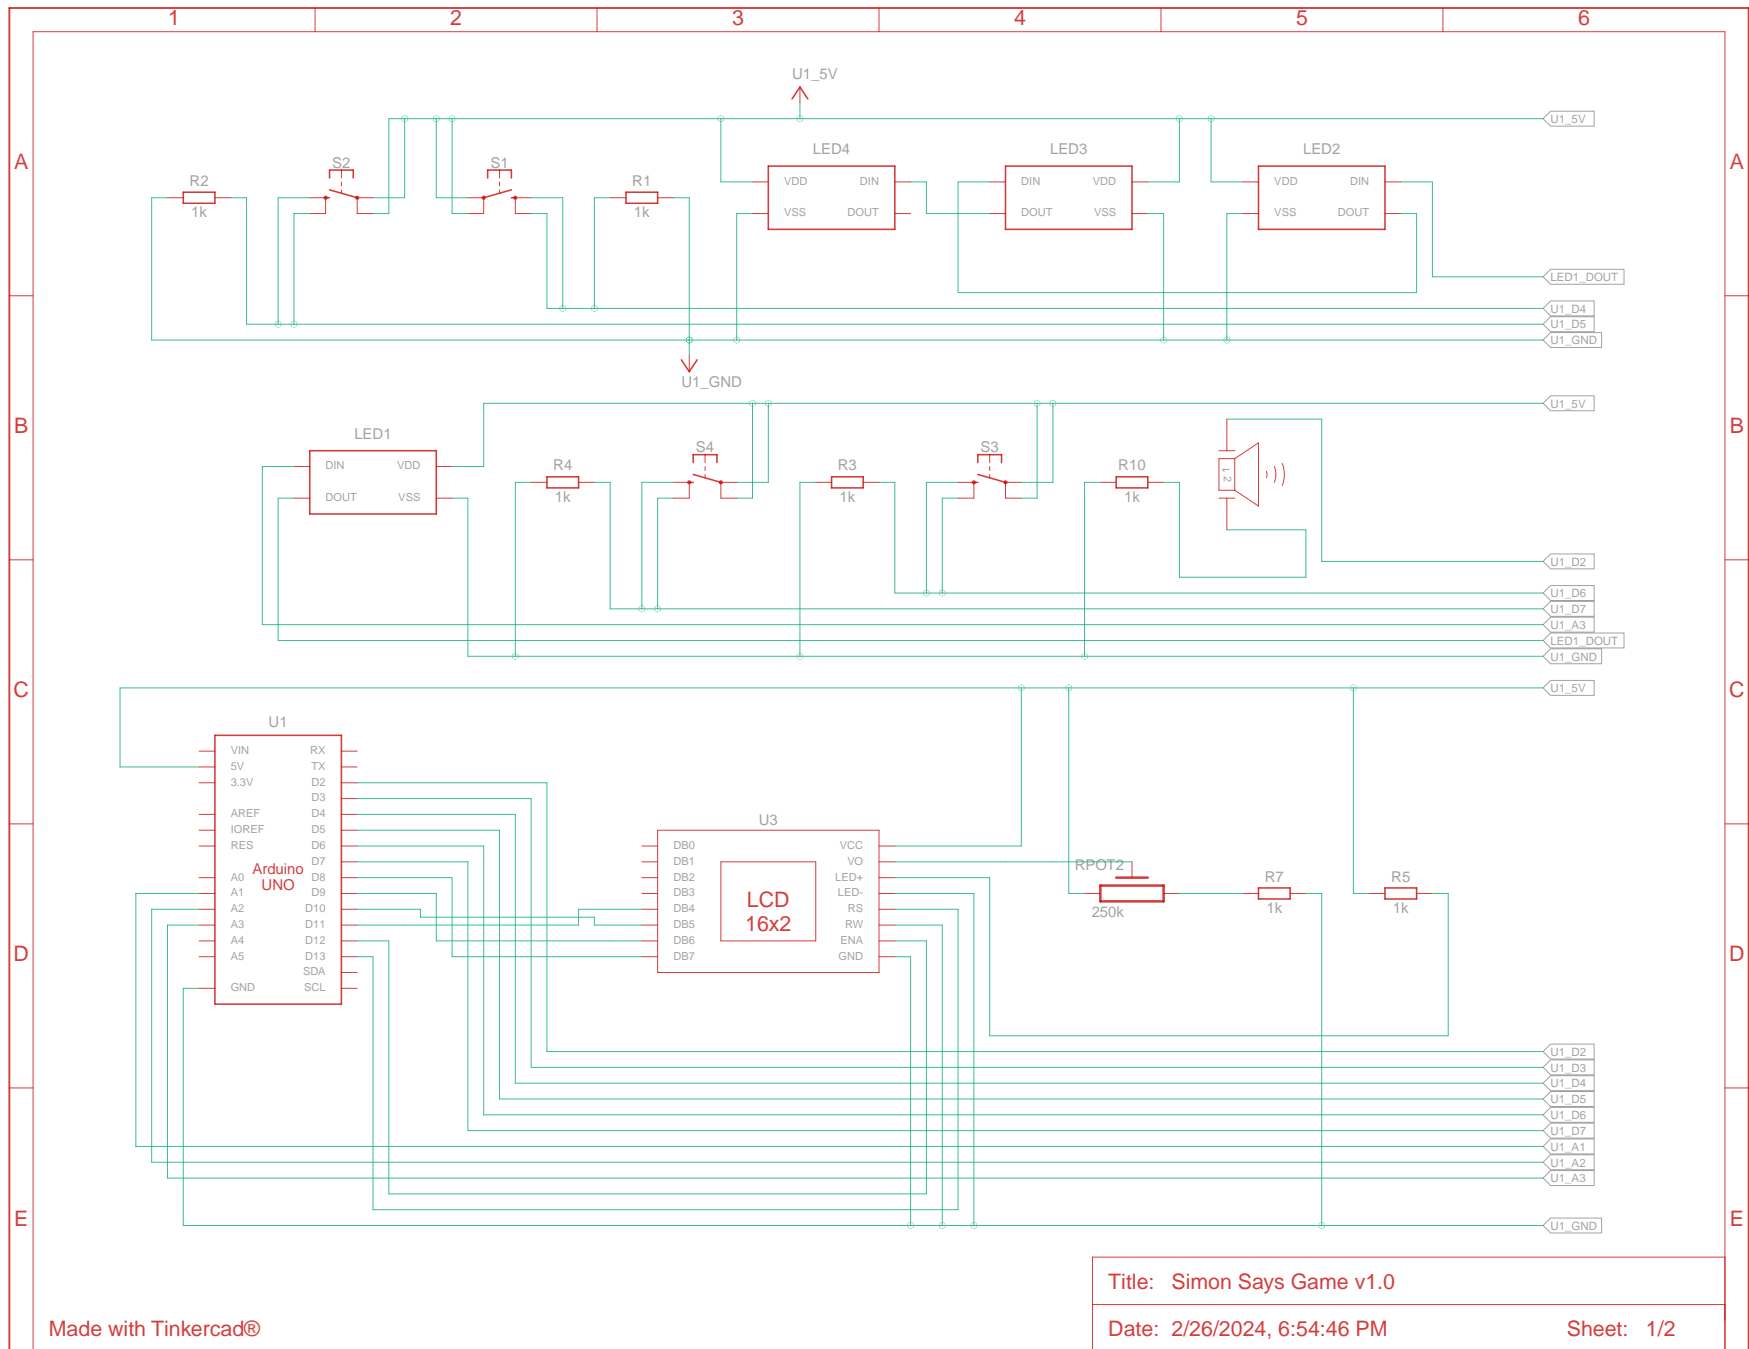 1 2 3 4 5 6
U1_5V
U1_5V
A A
S2 S1 LED4 LED3 LED2
R2 R1
1k 1k
VDD DIN DIN VDD VDD DIN
VSS DOUT DOUT VSS VSS DOUT
LED1_DOUT
U1_D4
U1_D5
U1_GND
U1_GND
U1_5V
B B
LED1
S4 S3
R4 R3 R10
DIN VDD
1 2
1k 1k 1k
DOUT VSS
U1_D2
U1_D6
U1_D7
U1_A3
LED1_DOUT
U1_GND
C C
U1_5V
U1
VIN RX
5V TX
3.3V D2
D3
AREF D4
IOREF D5
RES D6
D7
A0 D8
A1 D9
A2 D10
A3 D11
A4 D12
A5 D13
SDA
GND SCL
Arduino
UNO
U3
DB0 VCC
DB1 VO
DB2 LED+
DB3 LED-
DB4 RS
DB5 RW
DB6 ENA
DB7 GND
LCD
16x2
RPOT2
250k
R7
1k
R5
1k
D D
U1_D2
U1_D3
U1_D4
U1_D5
U1_D6
U1_D7
U1_A1
U1_A2
U1_A3
E E
U1_GND
Title: Simon Says Game v1.0
Made with Tinkercad®
Date: 2/26/2024, 6:54:46 PM Sheet: 1/2